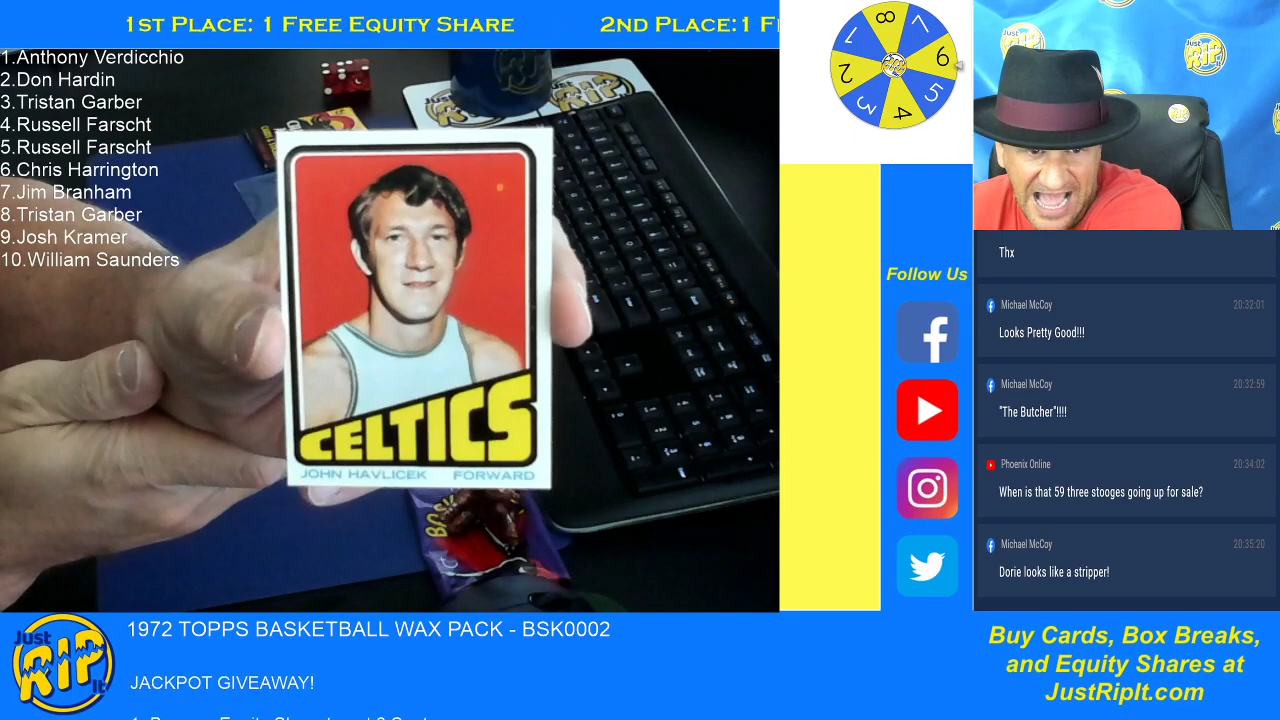 1ST PLACE: 1 FREE EQUITY SHARE 2ND PLACE:1 F
1.Anthony Verdicchio
2.Don Hardin
3.Tristan Garber
4.Russell Farscht
5.Russell Farscht
6.Chris Harrington
7.Jim Branham
8.Tristan Garber
9.Josh Kramer
10.William Saunders
CELTICS
JOHN HAVLICEK FORWARD
8
7
6
5
4
3
2
1
Just RIP It
Follow Us
Thx
Michael McCoy 20:32:01
Looks Pretty Good!!!
Michael McCoy 20:32:59
"The Butcher"!!!!
Phoenix Online 20:34:02
When is that 59 three stooges going up for sale?
Michael McCoy 20:35:20
Dorie looks like a stripper!
Just RIP It
1972 TOPPS BASKETBALL WAX PACK - BSK0002
JACKPOT GIVEAWAY!
Buy Cards, Box Breaks,
and Equity Shares at
JustRipIt.com